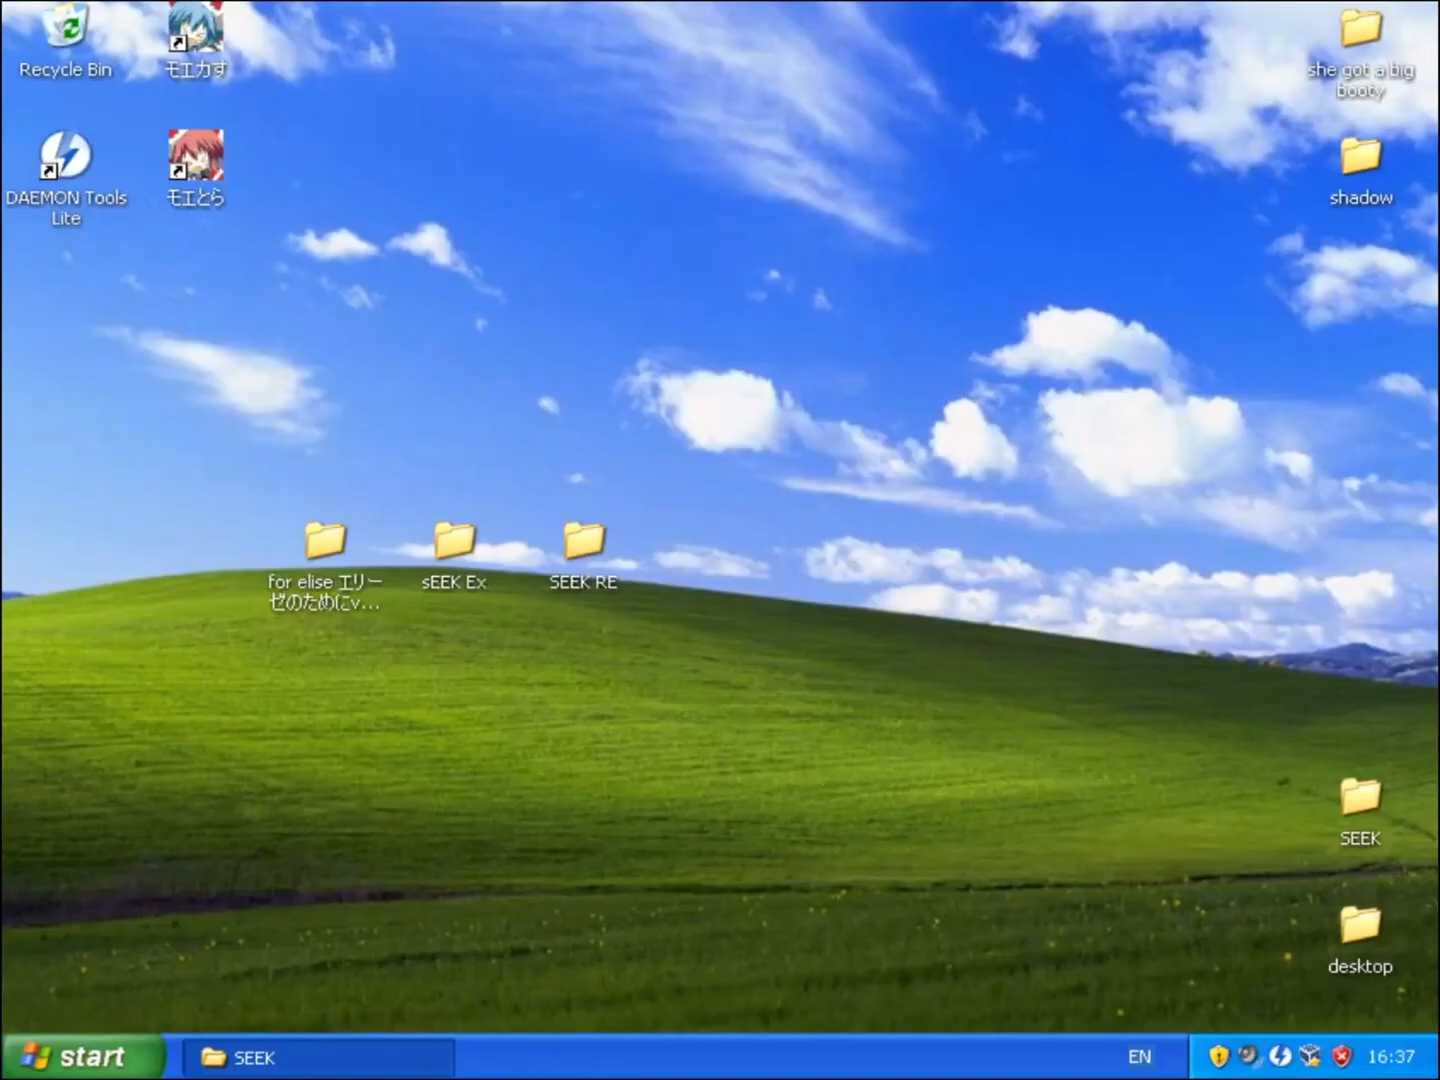 Recycle Bin
モエカす
she got a big
booty
DAEMON Tools
Lite
モエとら
shadow
for elise エリー
ゼのためにv...
sEEK Ex
SEEK RE
SEEK
desktop
start
SEEK
EN
16:37